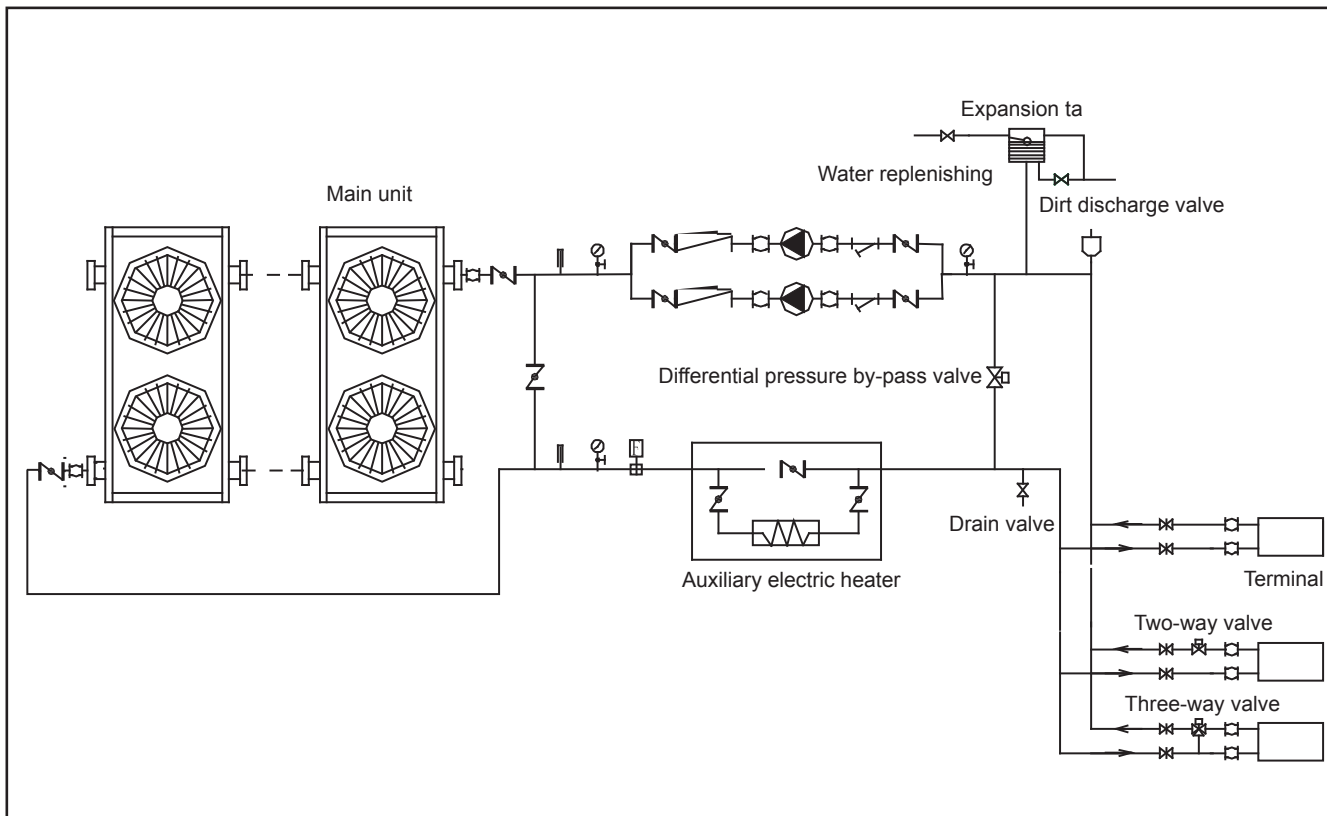 Expansion ta
Water replenishing
Dirt discharge valve
Main unit
Differential pressure by-pass valve
Drain valve
Auxiliary electric heater
Terminal
Two-way valve
Three-way valve